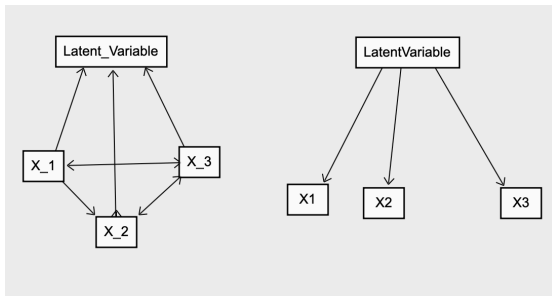 Latent_Variable
X_1
X_3
X_2
LatentVariable
X1
X2
X3